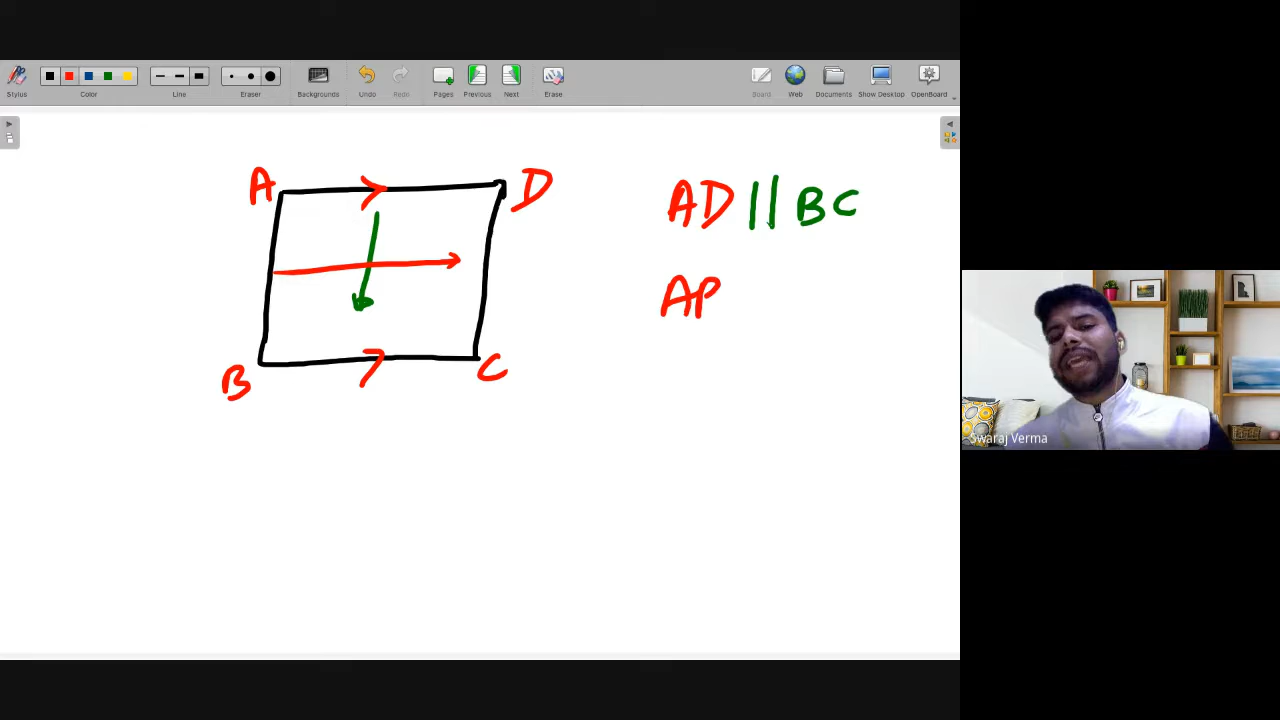 Stylus Color Line Eraser Backgrounds Undo Redo Pages Previous Next Erase Board Web Documents Show Desktop OpenBoard
A D AD || BC
AP
B C
Swaraj Verma